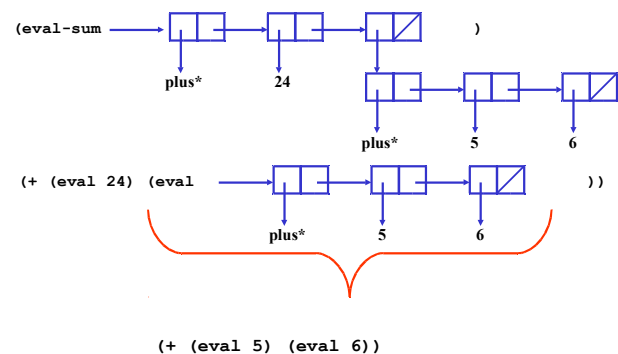 (eval-sum )
plus* 24
plus* 5 6
(+ (eval 24) (eval ))
plus* 5 6
(+ (eval 5) (eval 6))